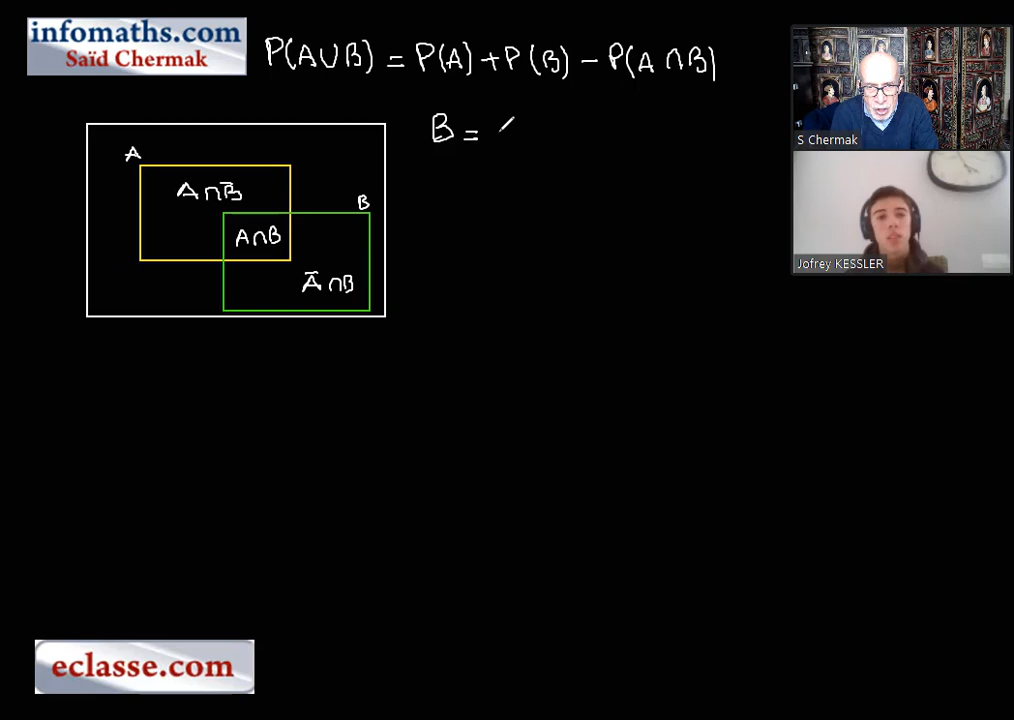 infomaths.com
Saïd Chermak
P(A∪B) = P(A) + P(B) − P(A∩B)
B =
A
A∩B̄
B
A∩B
Ā∩B
S Chermak
Jofrey KESSLER
eclasse.com